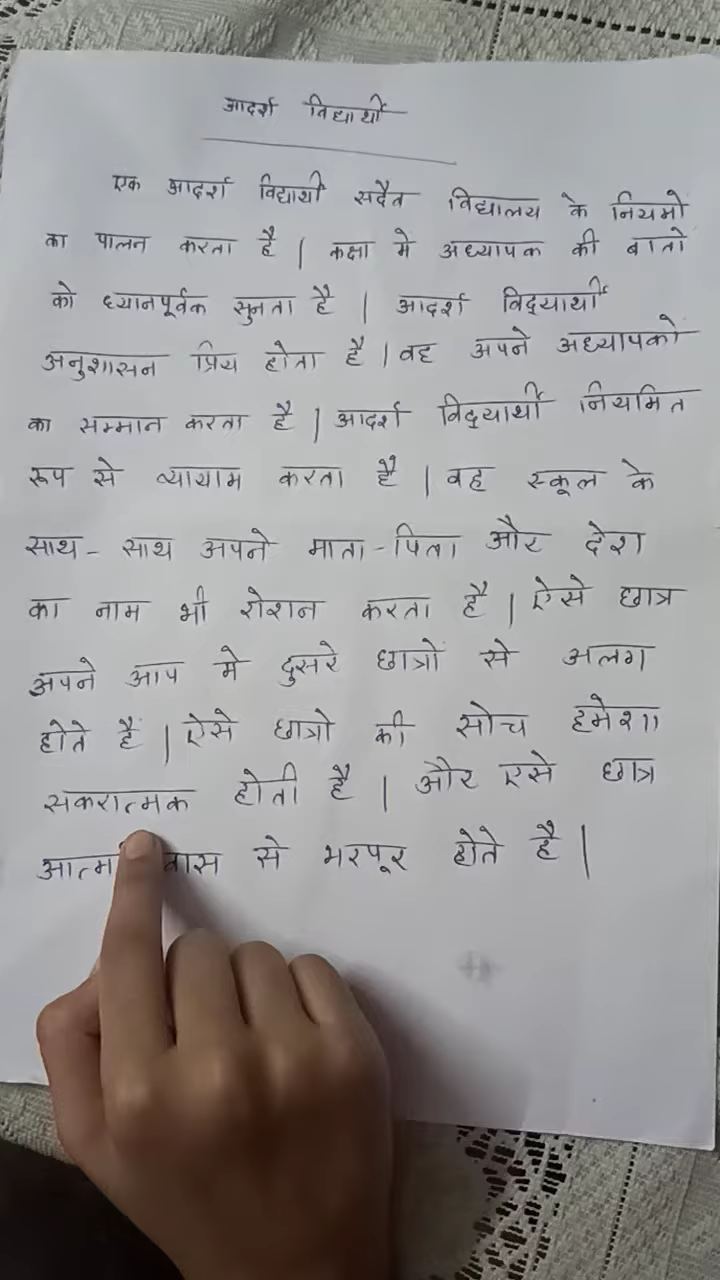 आदर्श विद्यार्थी
एक आदर्श विद्यार्थी सदैव विद्यालय के नियमो
का पालन करता है | कक्षा मे अध्यापक की बातो
को ध्यानपूर्वक सुनता है | आदर्श विद्यार्थी
अनुशासन प्रिय होता है | वह अपने अध्यापको
का सम्मान करता है | आदर्श विद्यार्थी नियमित
रूप से व्यायाम करता है | वह स्कूल के
साथ - साथ अपने माता - पिता और देश
का नाम भी रोशन करता है | ऐसे छात्र
अपने आप मे दुसरे छात्रों से अलग
होते है | ऐसे छात्रो की सोच हमेशा
सकरात्मक होती है | और एसे छात्र
से भरपूर होते है |